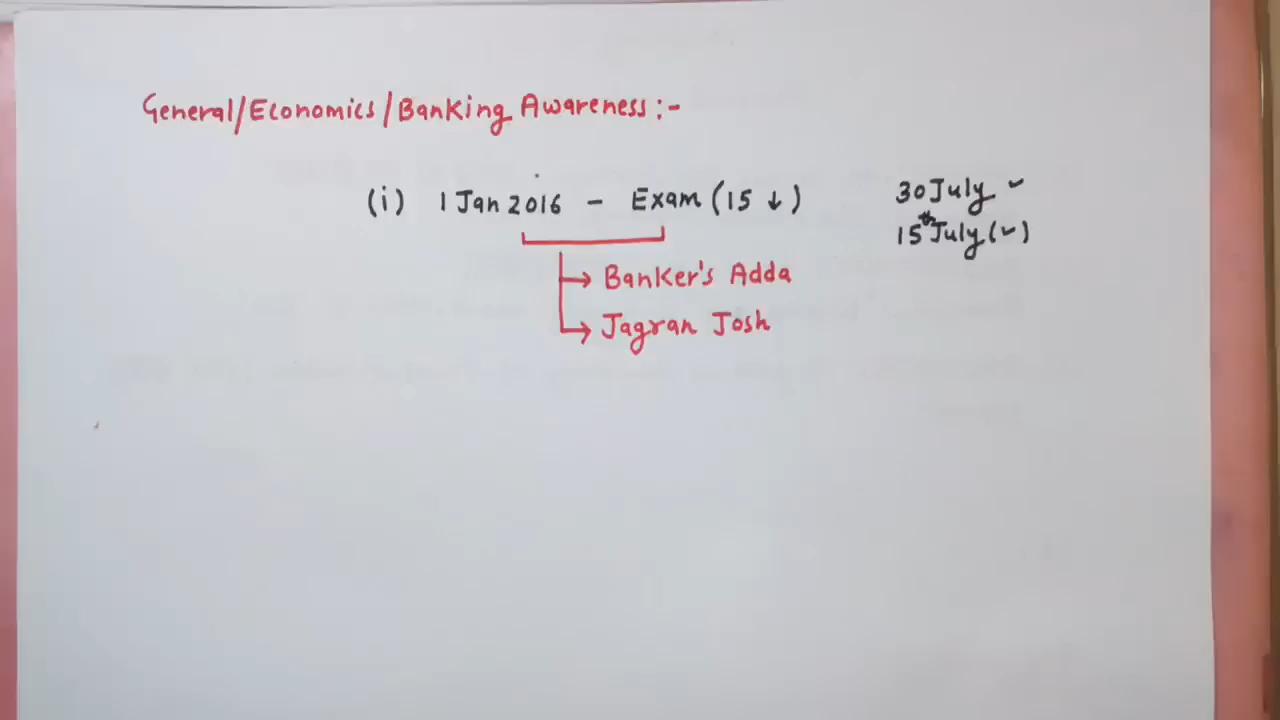 General/Economics/Banking Awareness:-
(i) 1 Jan 2016 - Exam (15 ↓)
30 July ✓
15th July (✓)
→ Banker's Adda
→ Jagran Josh